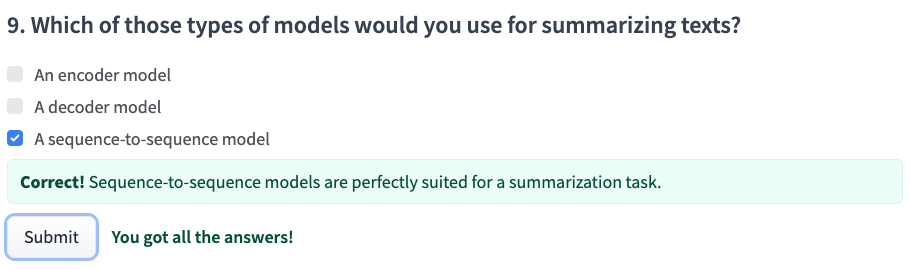 9. Which of those types of models would you use for summarizing texts?
An encoder model
A decoder model
A sequence-to-sequence model
Correct! Sequence-to-sequence models are perfectly suited for a summarization task.
Submit You got all the answers!